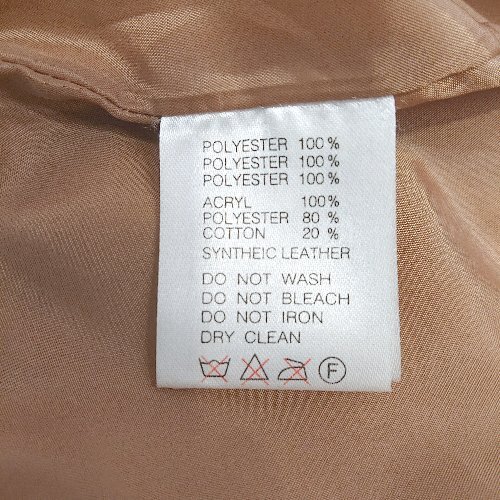 POLYESTER 100%
POLYESTER 100%
POLYESTER 100%
ACRYL 100%
POLYESTER 80%
COTTON 20%
SYNTHEIC LEATHER
DO NOT WASH
DO NOT BLEACH
DO NOT IRON
DRY CLEAN
F